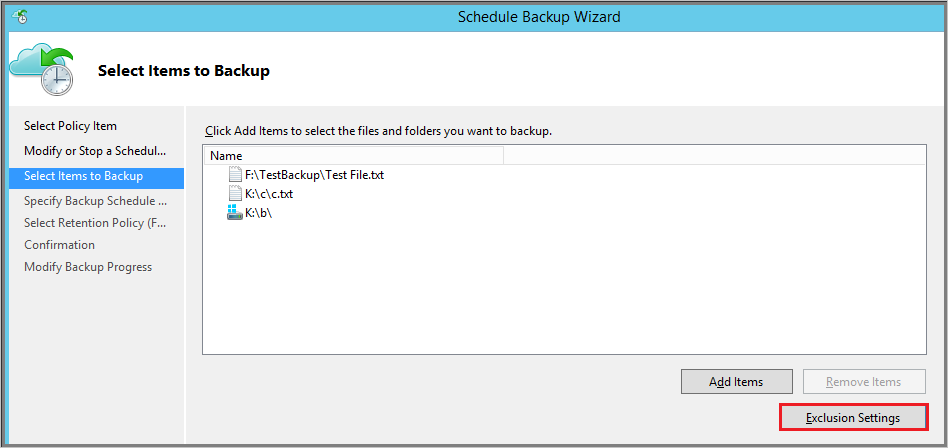 Schedule Backup Wizard
Select Items to Backup
Select Policy Item
Modify or Stop a Schedul...
Select Items to Backup
Specify Backup Schedule ...
Select Retention Policy (F...
Confirmation
Modify Backup Progress
Click Add Items to select the files and folders you want to backup.
Name
F:\TestBackup\Test File.txt
K:\c\c.txt
K:\b\
Add Items
Remove Items
Exclusion Settings